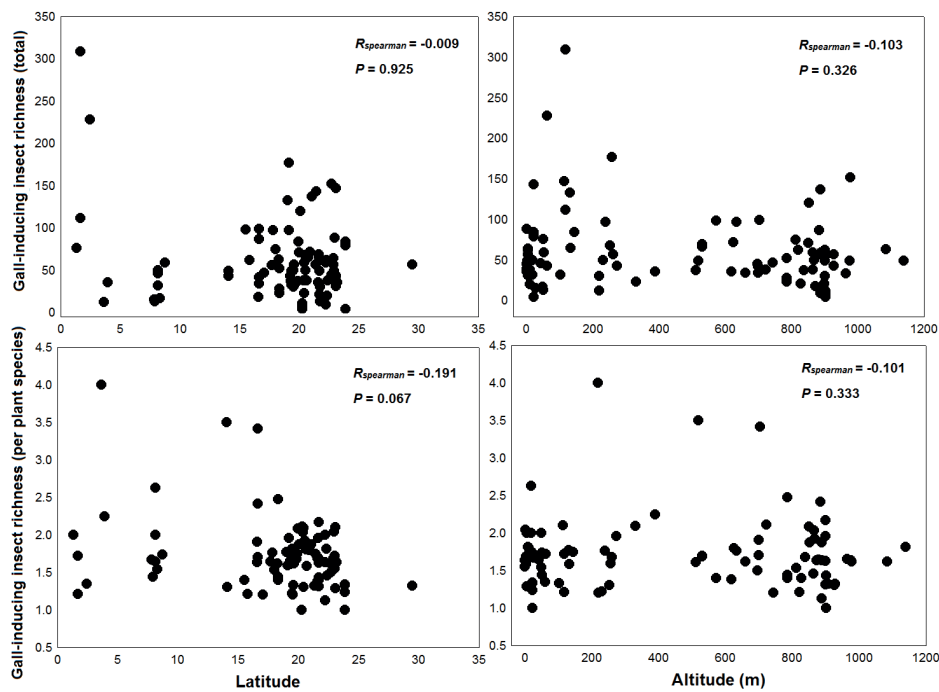 Gall-inducing insect richness (total)
350
300
250
200
150
100
50
0
R_spearman = -0.009
P = 0.925
0 5 10 15 20 25 30 35
350
300
250
200
150
100
50
0
R_spearman = -0.103
P = 0.326
0 200 400 600 800 1000 1200
Gall-inducing insect richness (per plant species)
4.5
4.0
3.5
3.0
2.5
2.0
1.5
1.0
0.5
R_spearman = -0.191
P = 0.067
0 5 10 15 20 25 30 35
Latitude
4.5
4.0
3.5
3.0
2.5
2.0
1.5
1.0
0.5
R_spearman = -0.101
P = 0.333
0 200 400 600 800 1000 1200
Altitude (m)